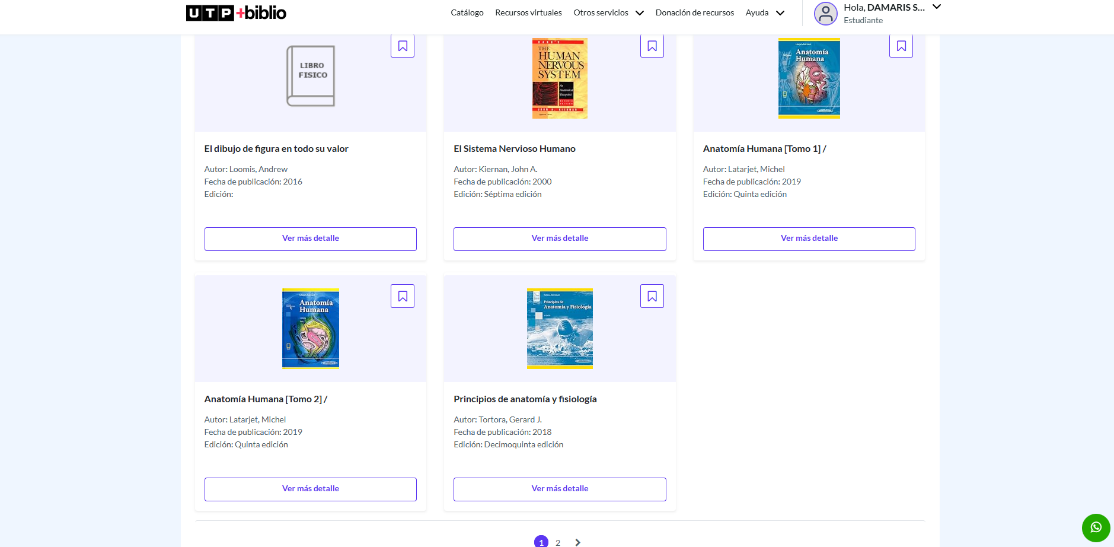 UTP+biblio
Catálogo Recursos virtuales Otros servicios Donación de recursos Ayuda
Hola, DAMARIS S...
Estudiante
LIBRO
FISICO
THE
HUMAN
NERVOUS
SYSTEM
Anatomía
Humana
El dibujo de figura en todo su valor
Autor: Loomis, Andrew
Fecha de publicación: 2016
Edición:
Ver más detalle
El Sistema Nervioso Humano
Autor: Kiernan, John A.
Fecha de publicación: 2000
Edición: Séptima edición
Ver más detalle
Anatomía Humana [Tomo 1] /
Autor: Latarjet, Michel
Fecha de publicación: 2019
Edición: Quinta edición
Ver más detalle
Anatomía
Humana
Principios de
Anatomía y Fisiología
Anatomía Humana [Tomo 2] /
Autor: Latarjet, Michel
Fecha de publicación: 2019
Edición: Quinta edición
Ver más detalle
Principios de anatomía y fisiología
Autor: Tortora, Gerard J.
Fecha de publicación: 2018
Edición: Decimoquinta edición
Ver más detalle
1 2